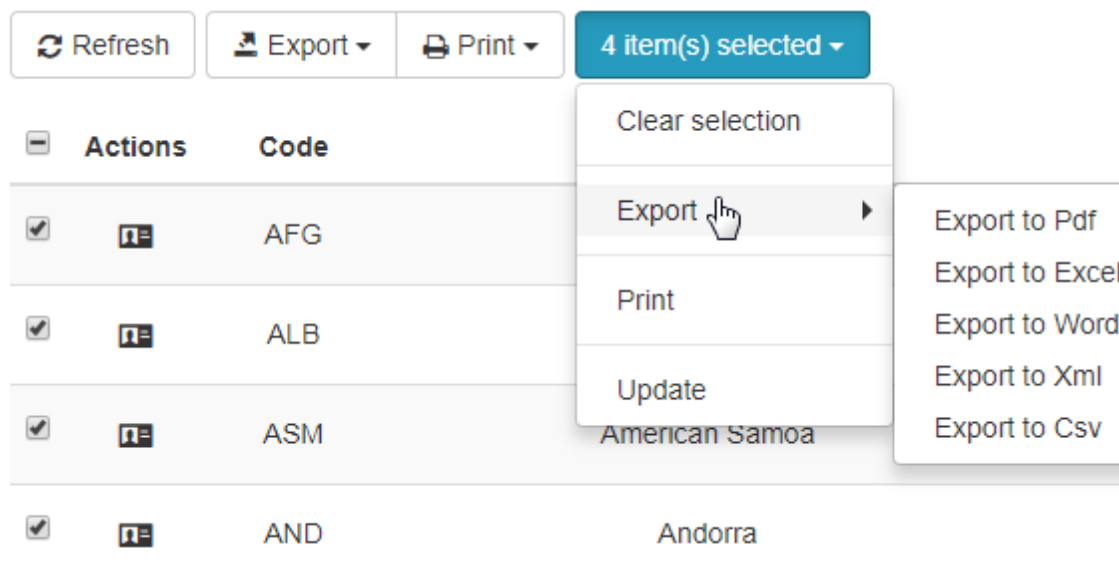 Refresh Export Print 4 item(s) selected
Clear selection
Actions Code
Export
Export to Pdf
AFG
Export to Excel
Print
Export to Word
ALB
Export to Xml
Update
Export to Csv
ASM American Samoa
AND Andorra